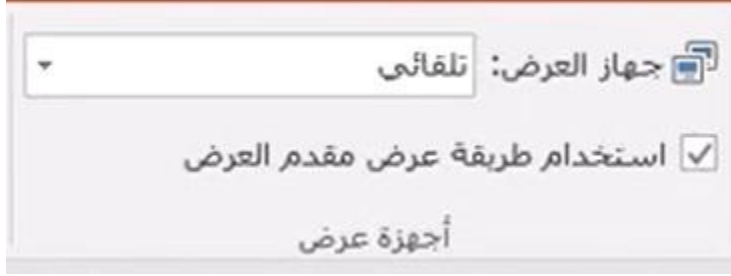 جهاز العرض: تلقائي
استخدام طريقة عرض مقدم العرض
أجهزة عرض